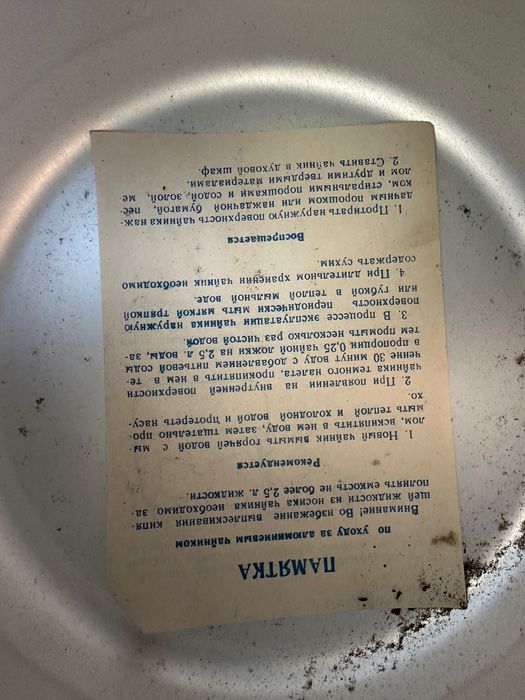 ПАМЯТКА
по уходу за алюминиевым чайником
Внимание! Во избежание выплескивания кипя-
щей жидкости из носика чайника необходимо за-
полнять емкость не более 2,5 л. жидкости.
Рекомендуется
1. Новый чайник вымыть горячей водой с мы-
лом, вскипятить в нем воду, затем тщательно про-
мыть теплой и холодной водой и протереть насу-
хо.
2. При появлении на внутренней поверхности
чайника темного налета, прокипятить в нем в те-
чение 30 минут воду с добавлением питьевой соды
в пропорции 0,25 чайной ложки на 2,5 л. воды, за-
тем промыть несколько раз чистой водой.
3. В процессе эксплуатации чайника наружную
поверхность периодически мыть мягкой тряпкой
или губкой в теплой мыльной воде.
4. При длительном хранении чайник необходимо
содержать сухим.
Воспрещается
1. Протирать наружную поверхность чайника наж-
дачным порошком или наждачной бумагой, пес
ком, стиральными порошками и содой, золой, ме
лом и другими твердыми материалами.
2. Ставить чайник в духовой шкаф.